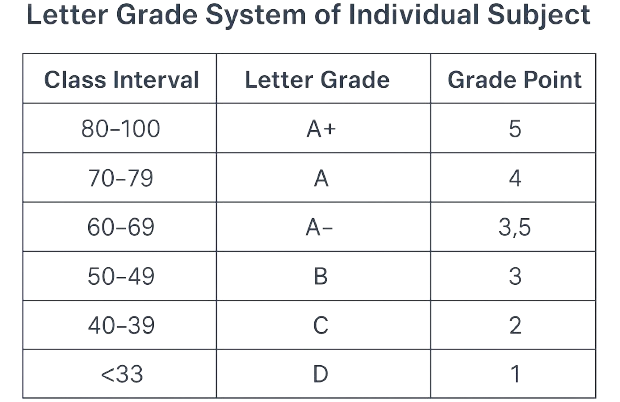 Letter Grade System of Individual Subject
Class Interval Letter Grade Grade Point
80–100 A+ 5
70–79 A 4
60–69 A– 3,5
50–49 B 3
40–39 C 2
<33 D 1